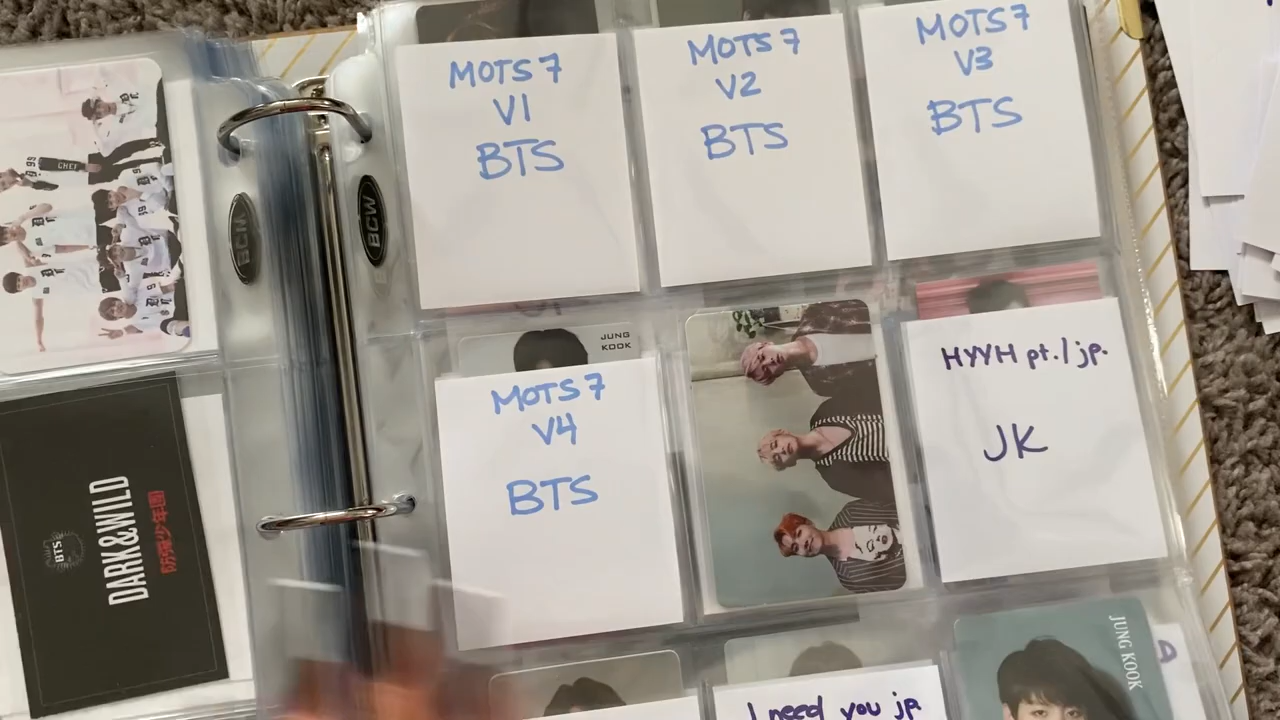 MOTS 7
V1
BTS
MOTS 7
V2
BTS
MOTS 7
V3
BTS
BCW
BCW
CHEF
JUNG
KOOK
MOTS 7
V4
BTS
HYYH pt.1 jp.
JK
BTS
DARK&WILD
防弾少年團
I need you jp.
JUNG KOOK
A